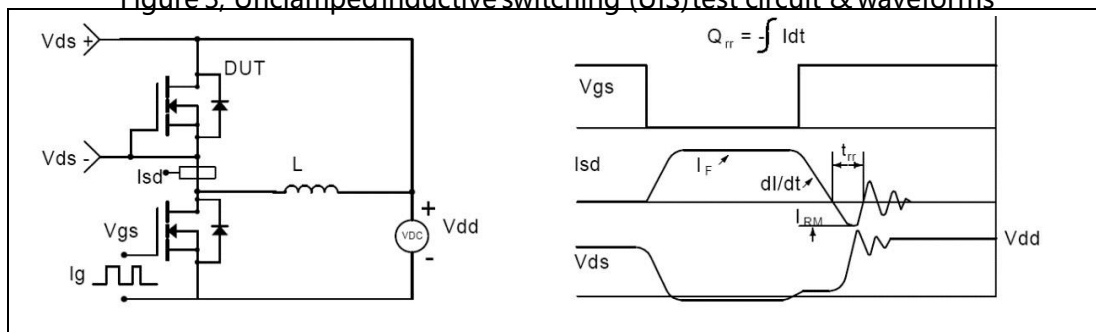 Figure 3, Unclamped inductive switching (UIS) test circuit & waveforms
Vds +
DUT
Vds -
Isd
L
Vgs
Ig
VDC
+
-
Vdd
Qrr = -∫ Idt
Vgs
Isd
IF
dI/dt
trr
IRM
Vds
Vdd